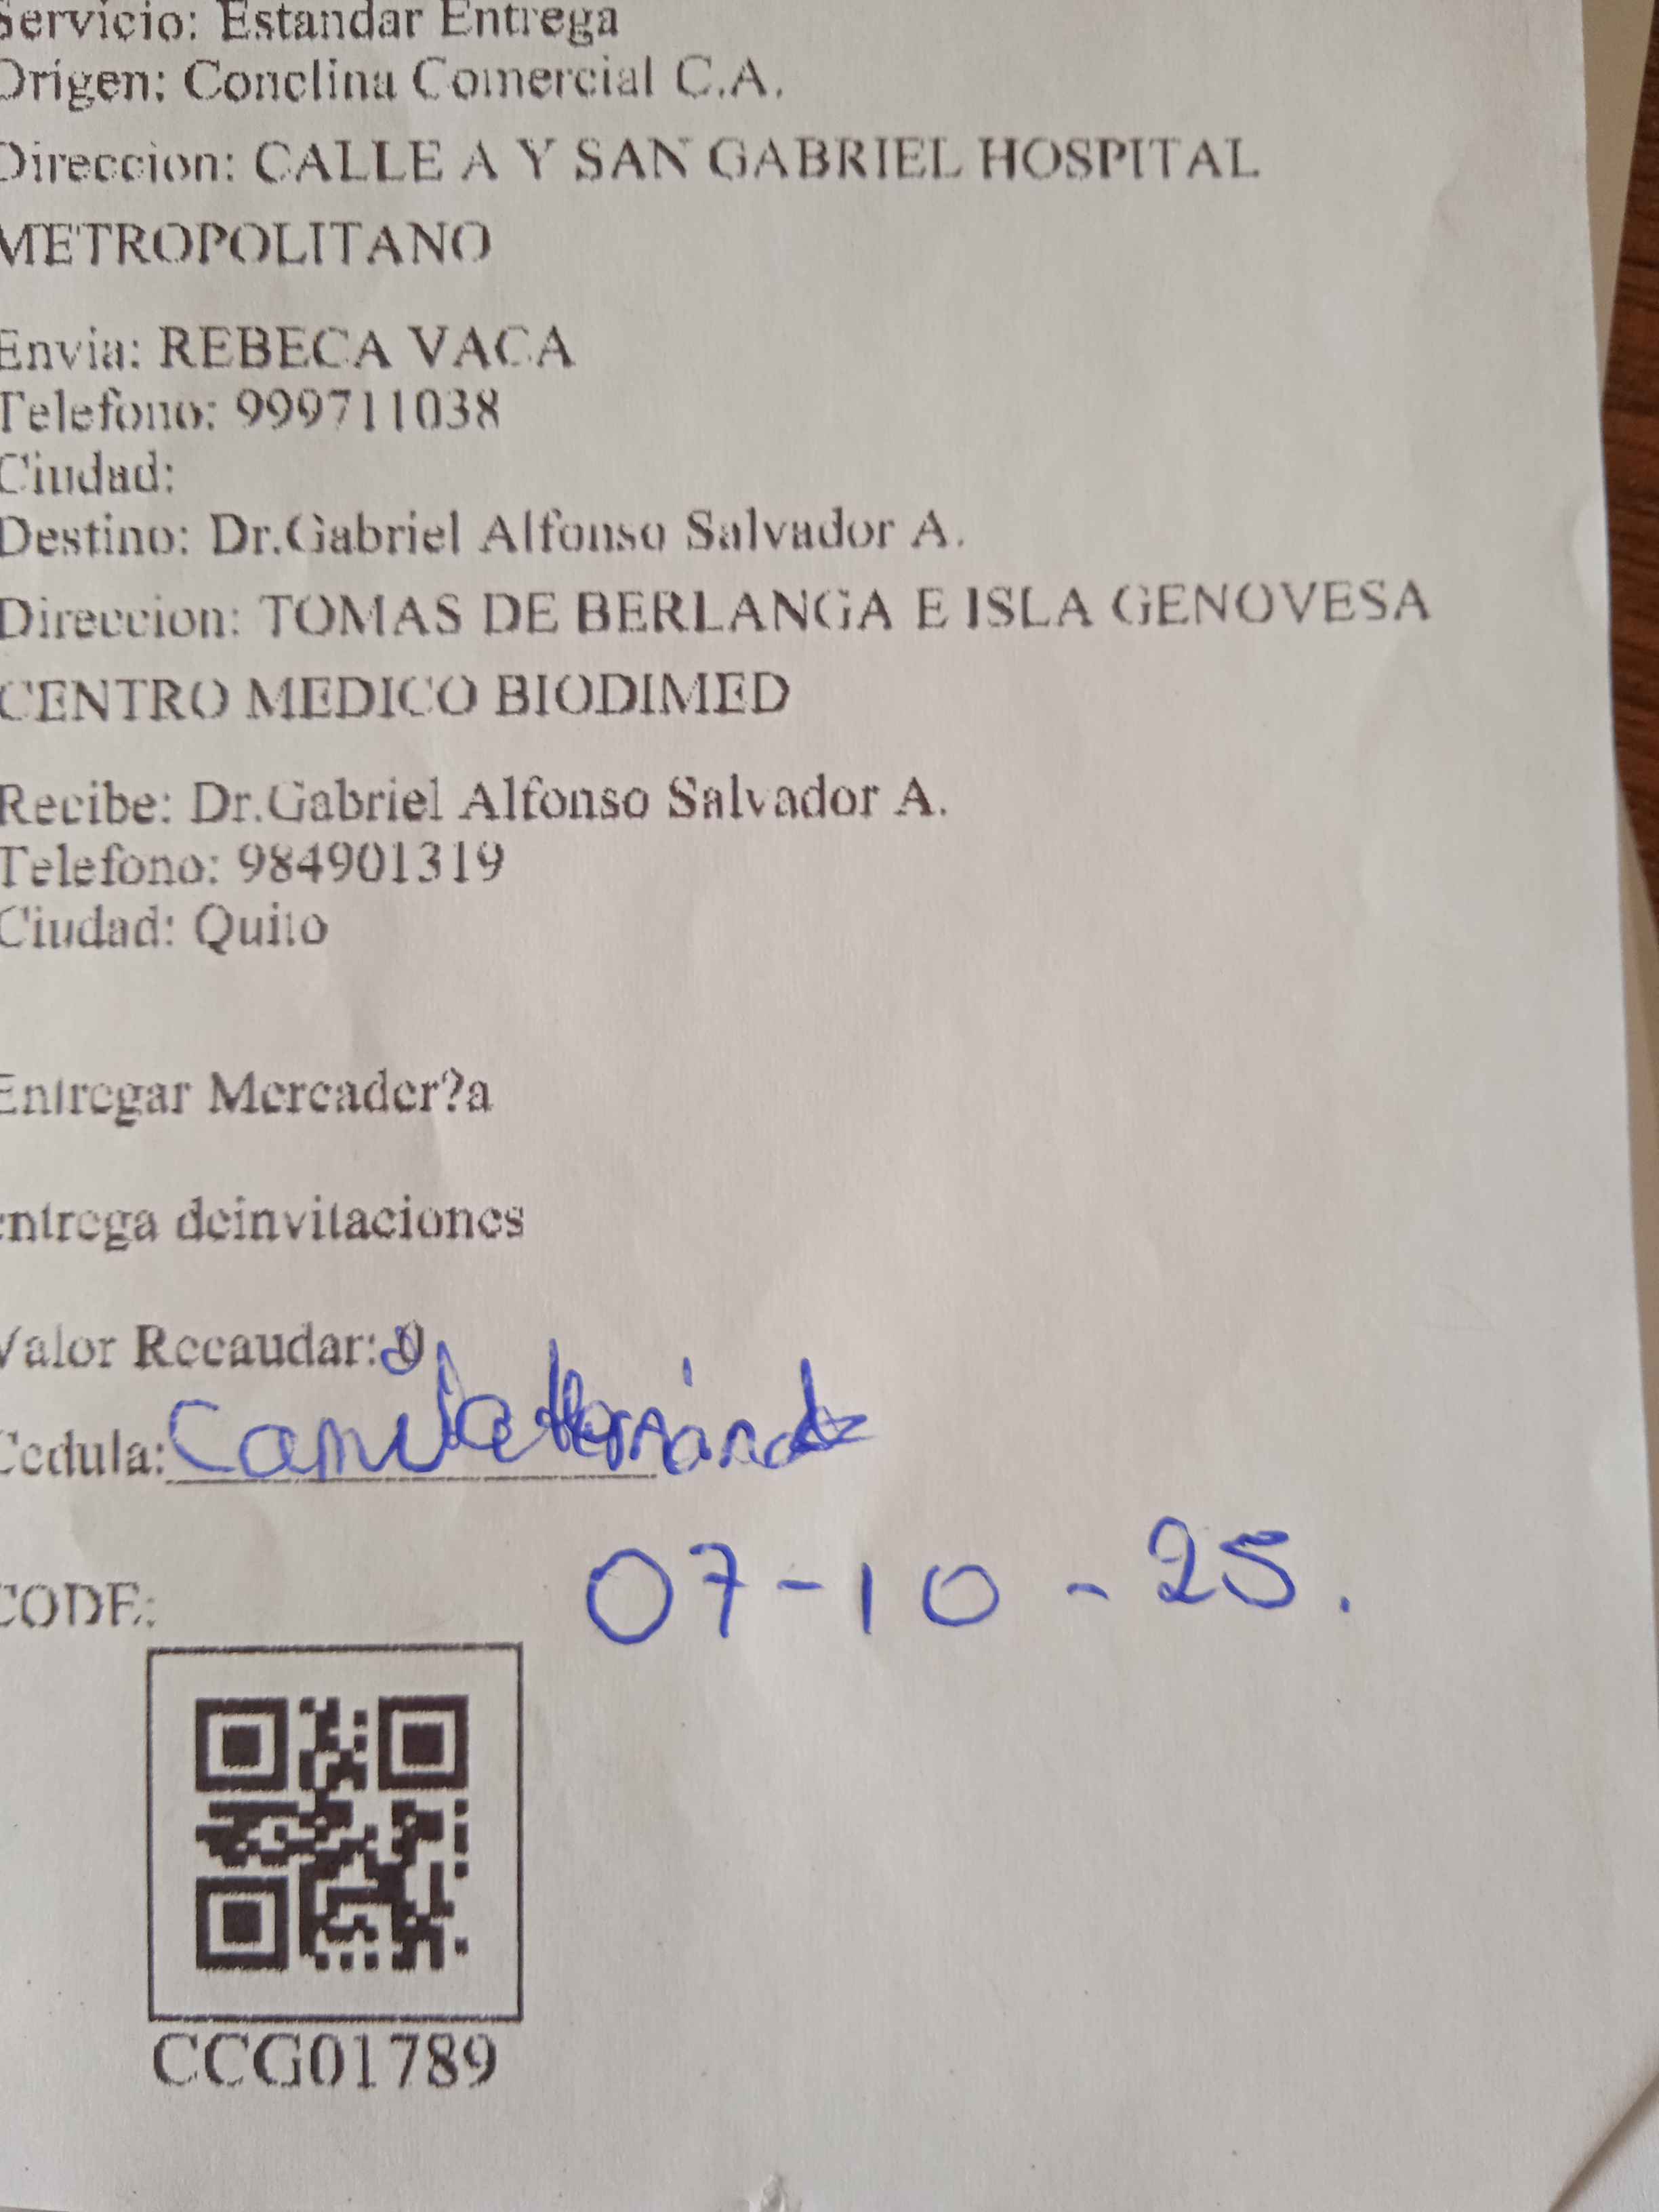 Servicio: Estandar Entrega
Origen: Conclina Comercial C.A.
Direccion: CALLE A Y SAN GABRIEL HOSPITAL
METROPOLITANO
Envia: REBECA VACA
Telefono: 999711038
Ciudad:
Destino: Dr.Gabriel Alfonso Salvador A.
Direccion: TOMAS DE BERLANGA E ISLA GENOVESA
CENTRO MEDICO BIODIMED
Recibe: Dr.Gabriel Alfonso Salvador A.
Telefono: 984901319
Ciudad: Quito
Entregar Mercader?a
entrega deinvitaciones
Valor Recaudar: 0
Cedula: Camila
07-10-25.
CODE:
CCG01789